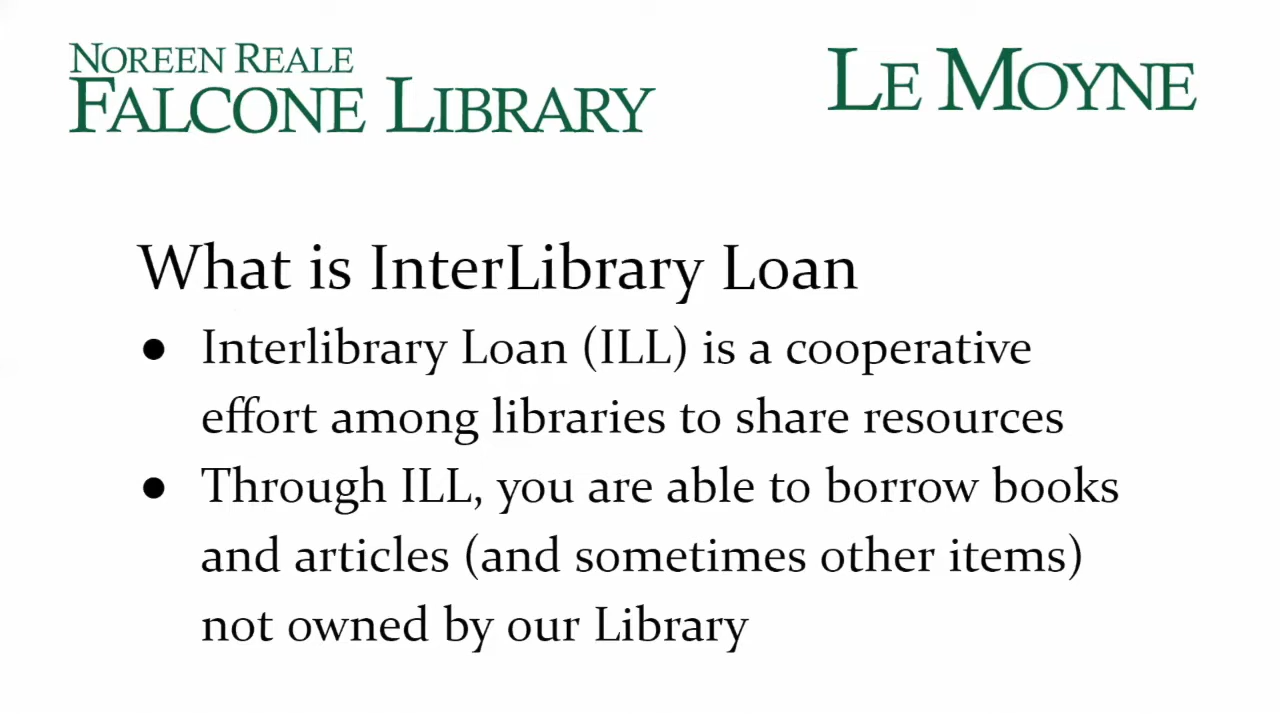 NOREEN REALE
FALCONE LIBRARY
LE MOYNE
What is InterLibrary Loan
● Interlibrary Loan (ILL) is a cooperative
effort among libraries to share resources
● Through ILL, you are able to borrow books
and articles (and sometimes other items)
not owned by our Library